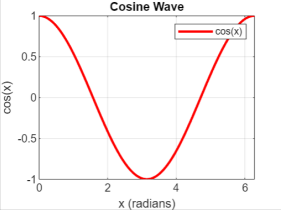 Cosine Wave
cos(x)
1
0.5
0
-0.5
-1
cos(x)
0
2
4
6
x (radians)